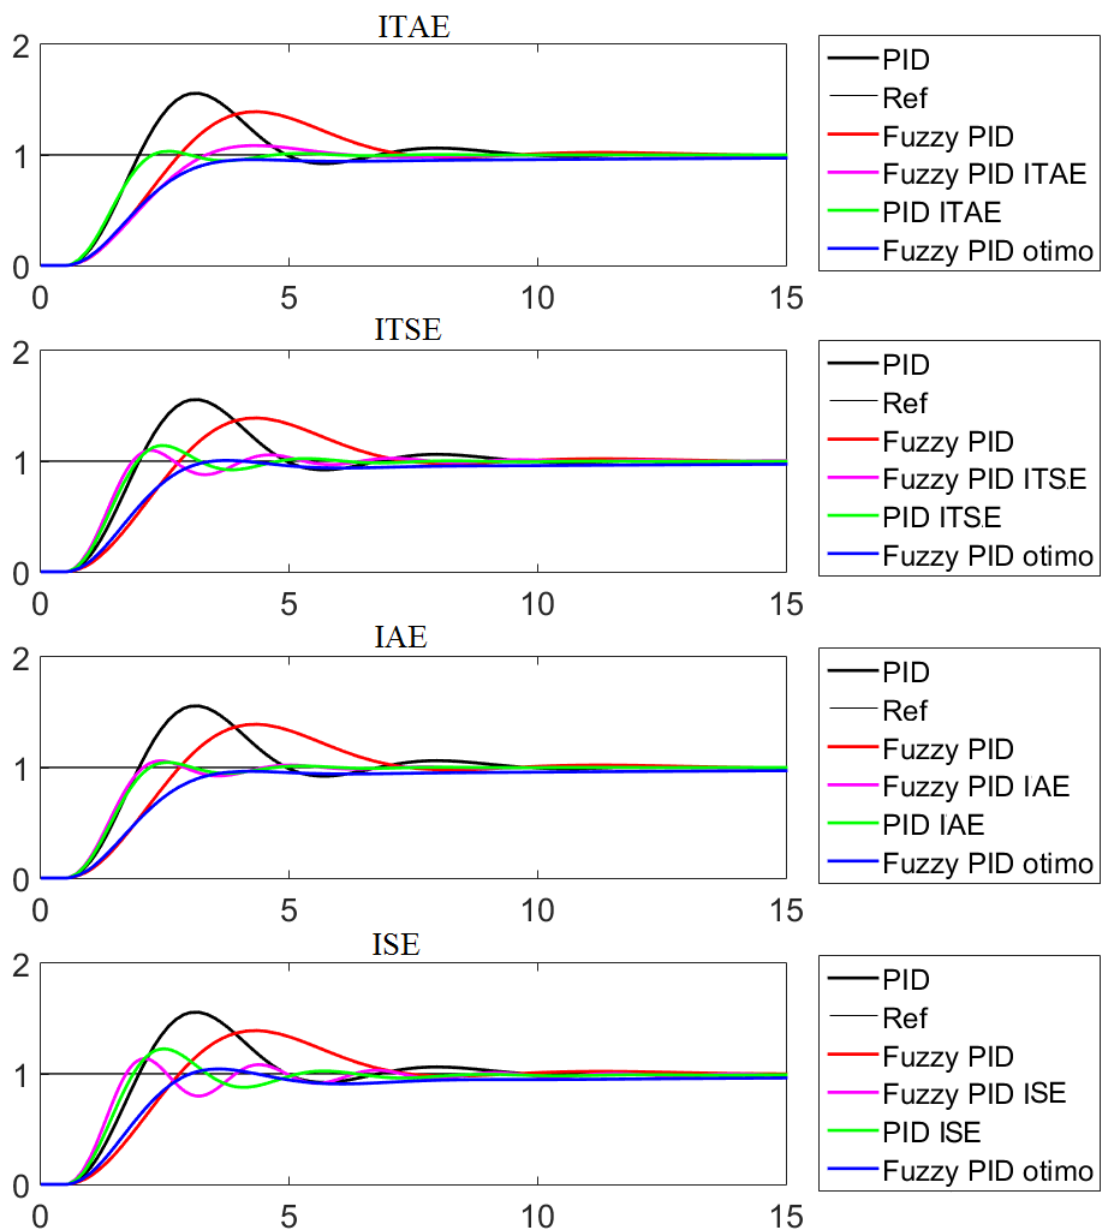 ITAE
2
1
0
0 5 10 15
PID
Ref
Fuzzy PID
Fuzzy PID ITAE
PID ITAE
Fuzzy PID otimo
ITSE
2
1
0
0 5 10 15
PID
Ref
Fuzzy PID
Fuzzy PID ITSE
PID ITSE
Fuzzy PID otimo
IAE
2
1
0
0 5 10 15
PID
Ref
Fuzzy PID
Fuzzy PID IAE
PID IAE
Fuzzy PID otimo
ISE
2
1
0
0 5 10 15
PID
Ref
Fuzzy PID
Fuzzy PID ISE
PID ISE
Fuzzy PID otimo